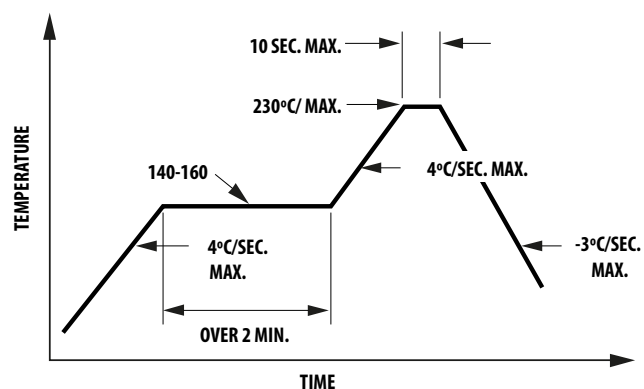 10 SEC. MAX.
230ºC/ MAX.
140-160
4ºC/SEC. MAX.
4ºC/SEC.
MAX.
-3ºC/SEC.
MAX.
OVER 2 MIN.
TEMPERATURE
TIME